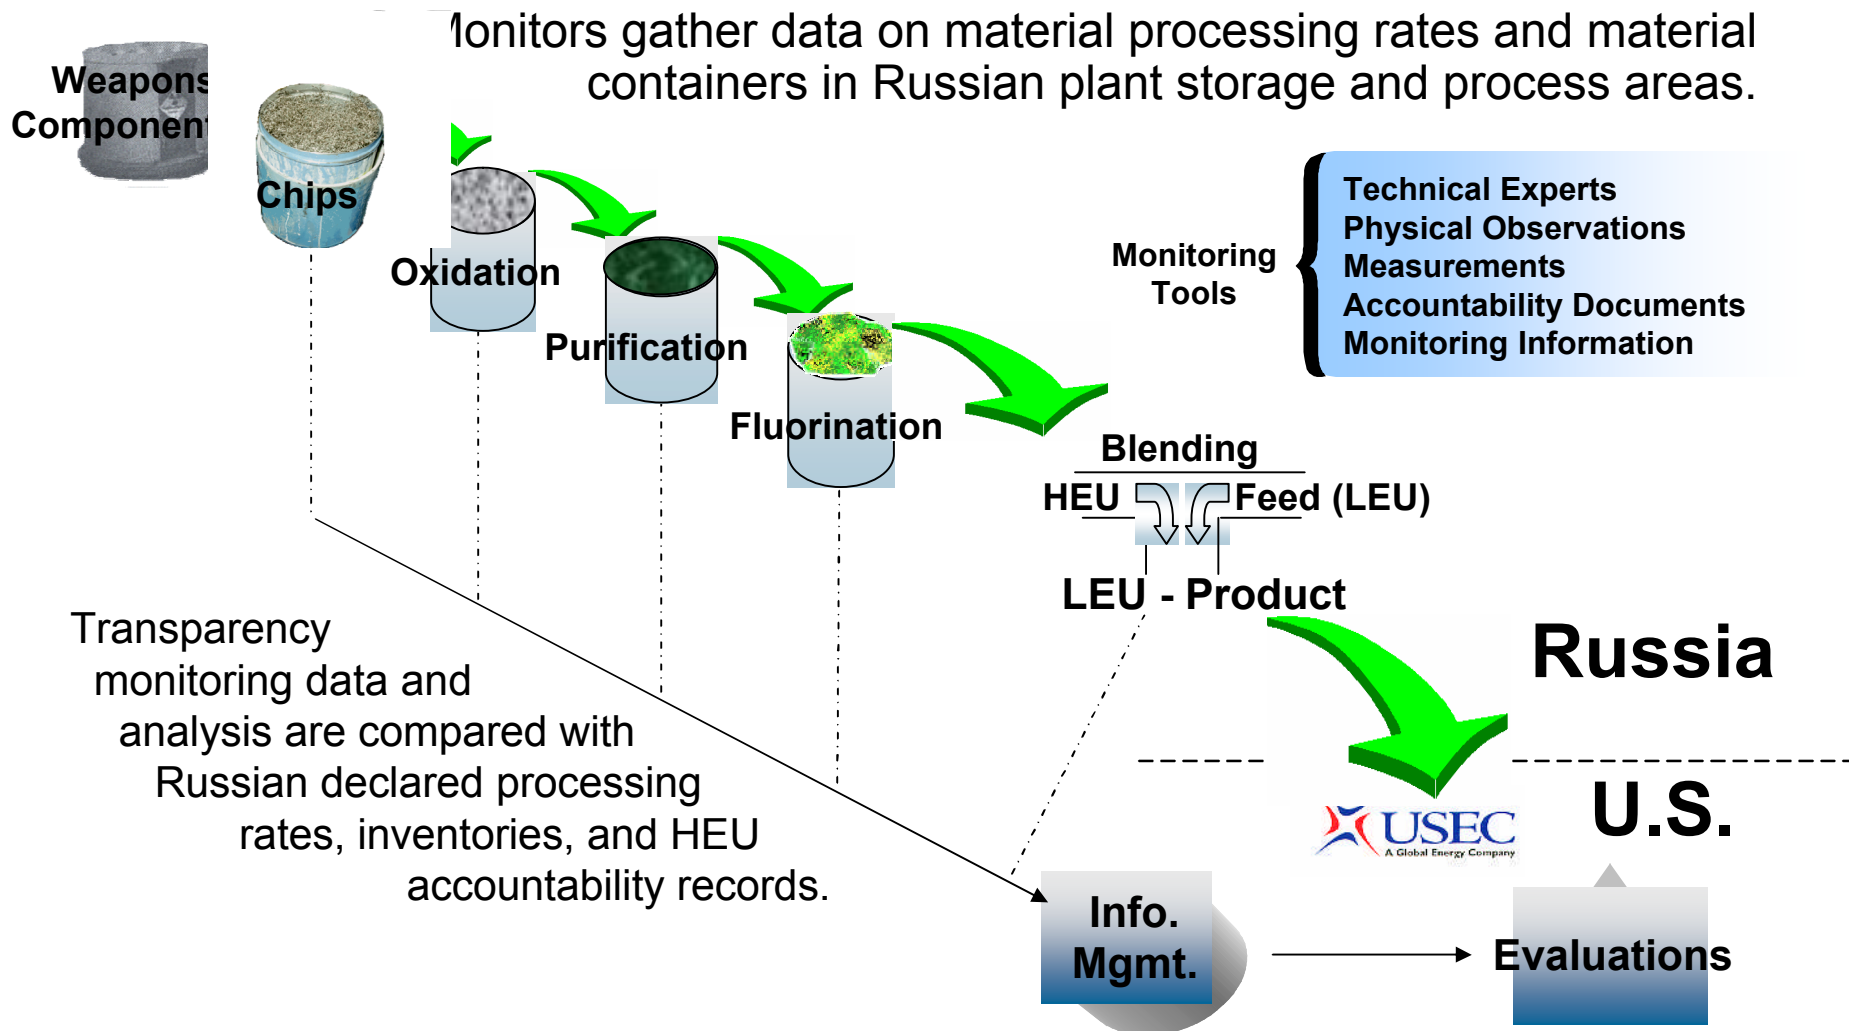 Monitors gather data on material processing rates and material
containers in Russian plant storage and process areas.
Weapons
Component
Chips
Oxidation
Purification
Fluorination
Monitoring
Tools
Technical Experts
Physical Observations
Measurements
Accountability Documents
Monitoring Information
Blending
HEU
Feed (LEU)
LEU - Product
Transparency
monitoring data and
analysis are compared with
Russian declared processing
rates, inventories, and HEU
accountability records.
Russia
U.S.
USEC
A Global Energy Company
Info.
Mgmt.
Evaluations